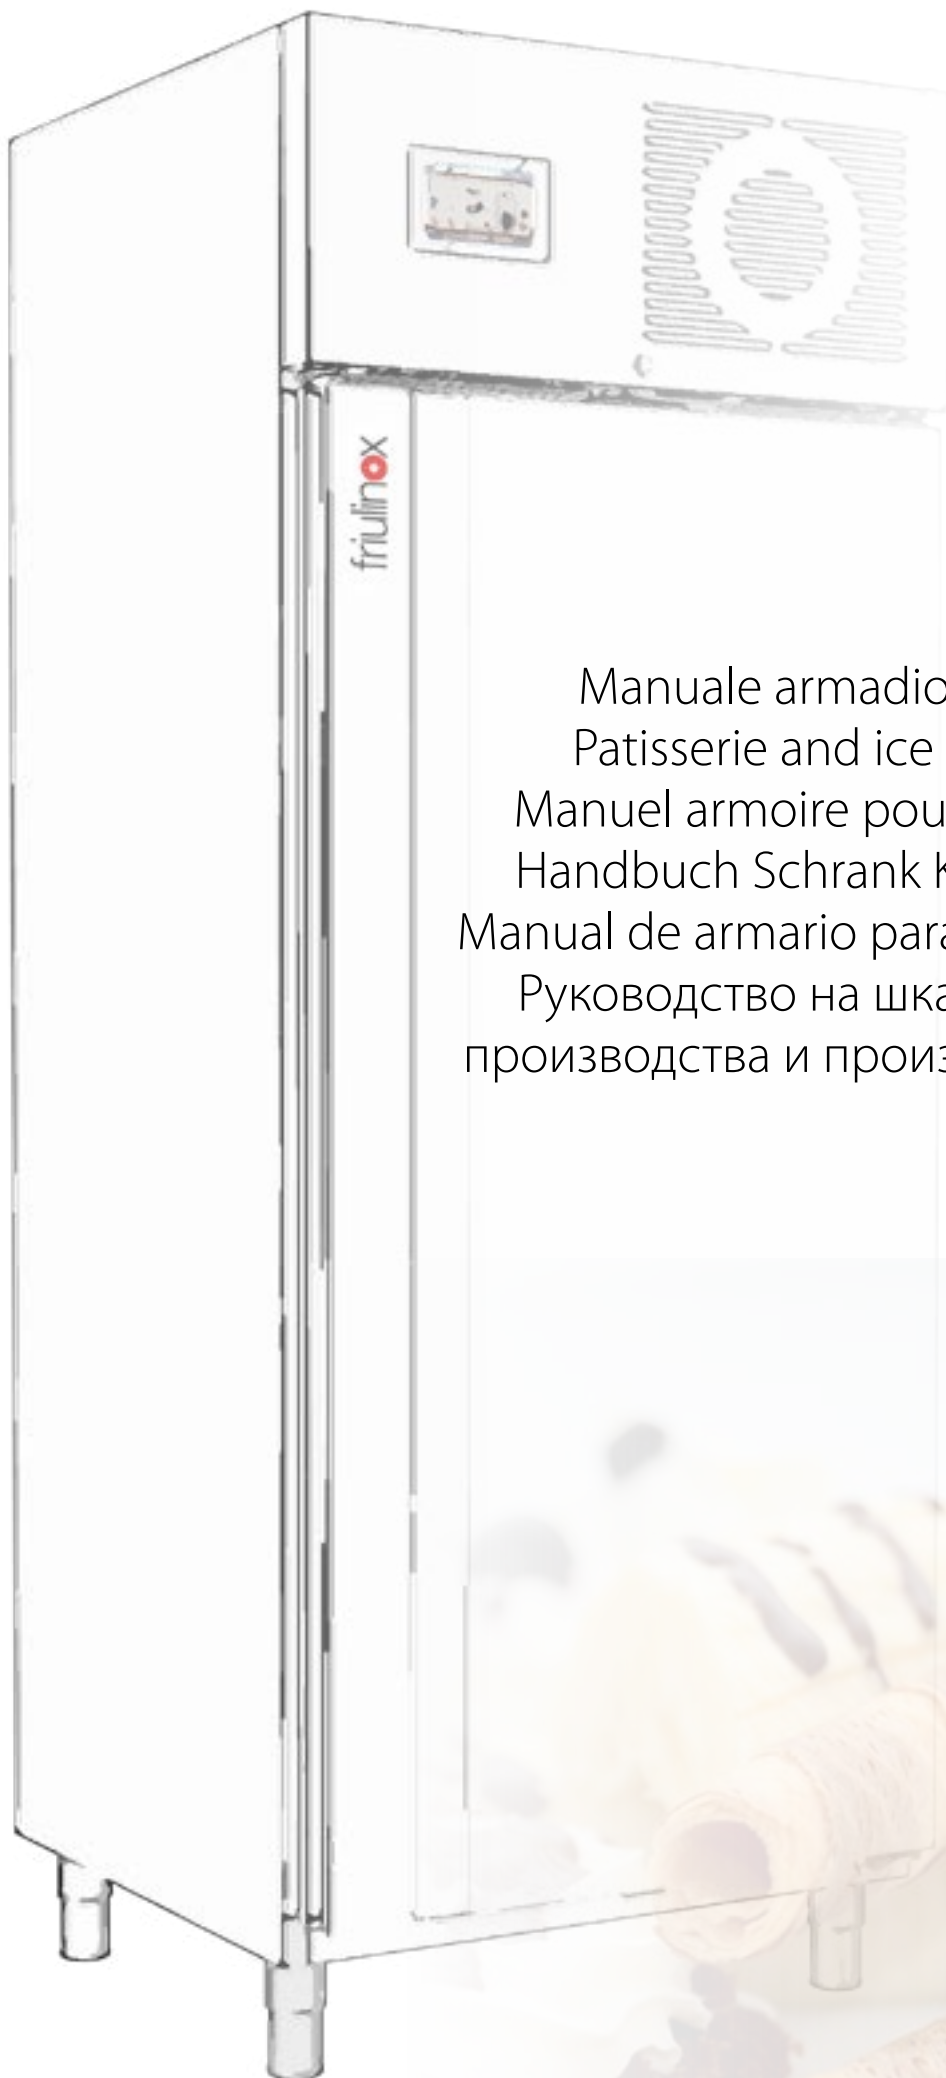 friulinox
Manuale armadio
Patisserie and ice
Manuel armoire pou
Handbuch Schrank K
Manual de armario para
Руководство на шка
производства и произ